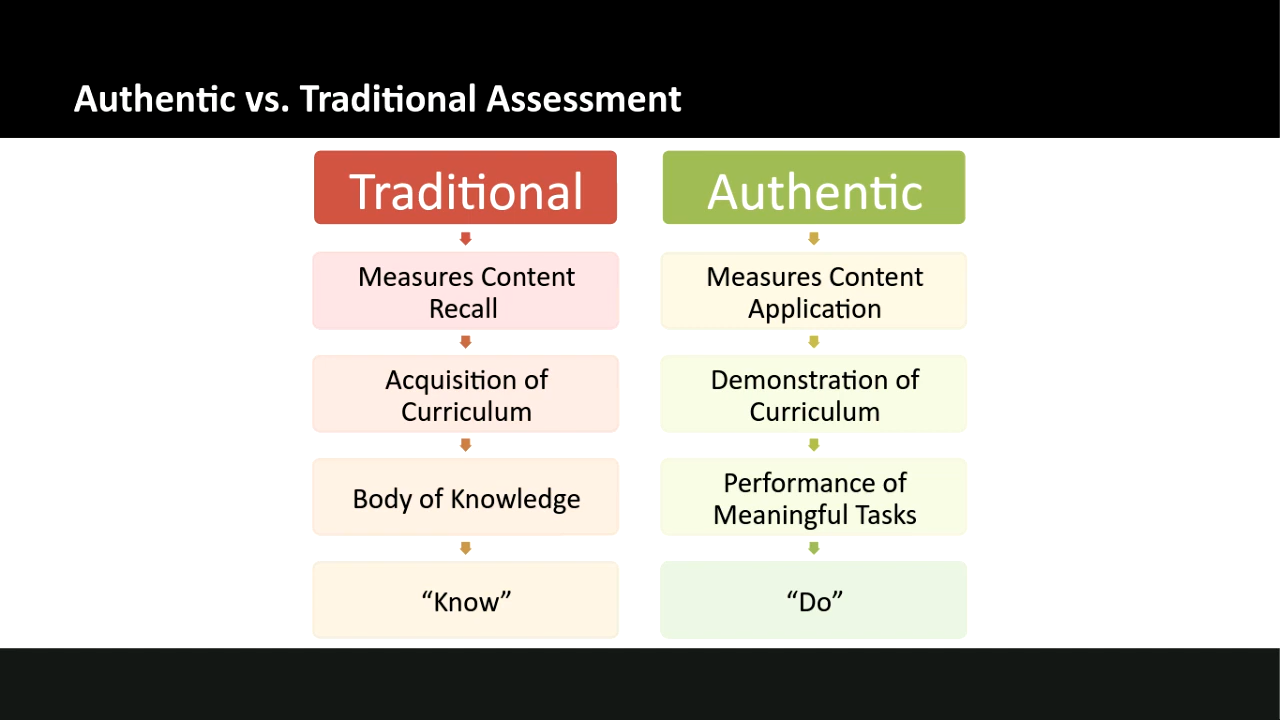 Authentic vs. Traditional Assessment
Traditional
Measures Content
Recall
Acquisition of
Curriculum
Body of Knowledge
“Know”
Authentic
Measures Content
Application
Demonstration of
Curriculum
Performance of
Meaningful Tasks
“Do”